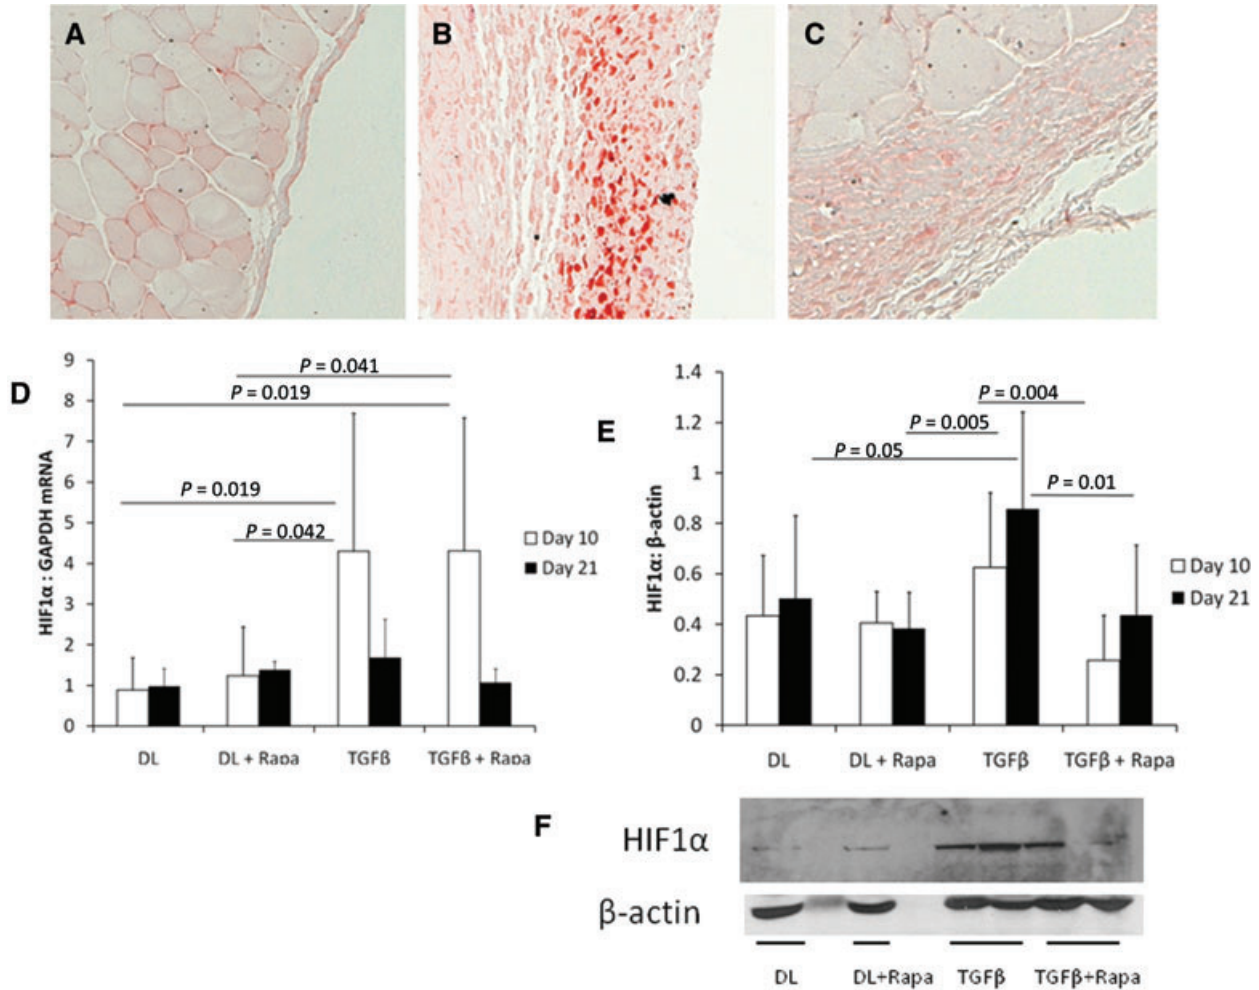 A
B
C
D
HIF1α : GAPDH mRNA
9
8
7
6
5
4
3
2
1
0
P = 0.041
P = 0.019
P = 0.019
P = 0.042
Day 10
Day 21
DL
DL + Rapa
TGFβ
TGFβ + Rapa
E
HIF1α: β-actin
1.4
1.2
1
0.8
0.6
0.4
0.2
0
P = 0.004
P = 0.005
P = 0.05
P = 0.01
Day 10
Day 21
DL
DL + Rapa
TGFβ
TGFβ + Rapa
F
HIF1α
β-actin
DL
DL+Rapa
TGFβ
TGFβ+Rapa